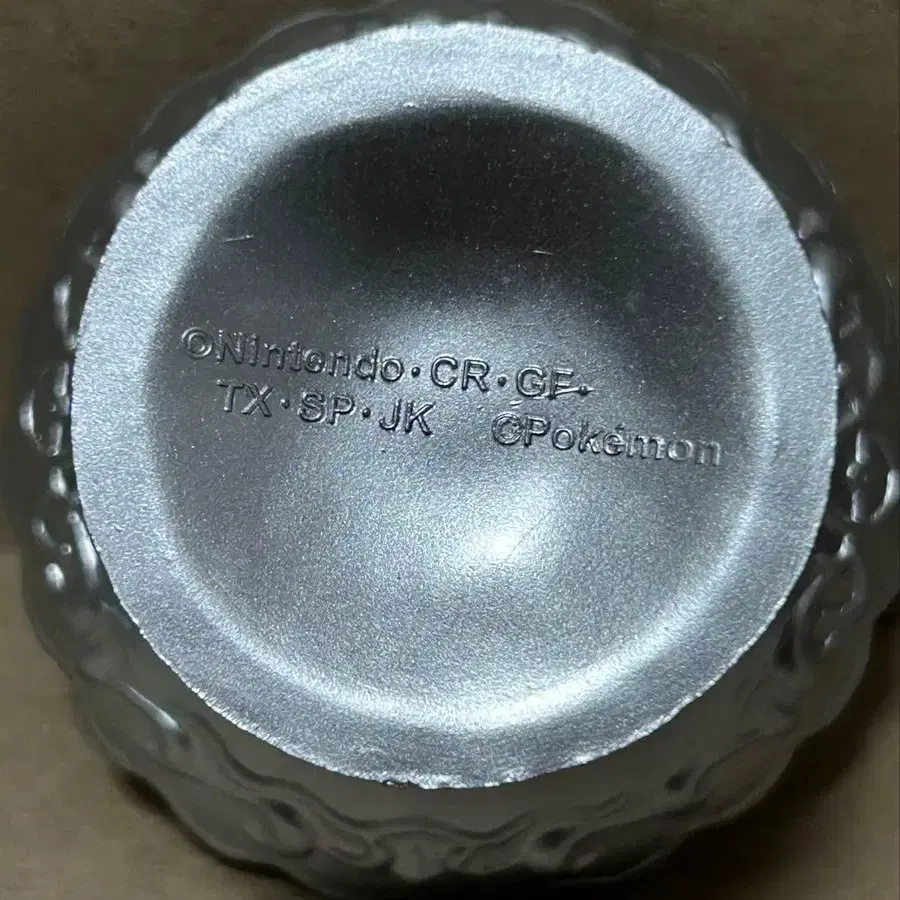 ©Nintendo・CR・GF・
TX・SP・JK ©Pokémon